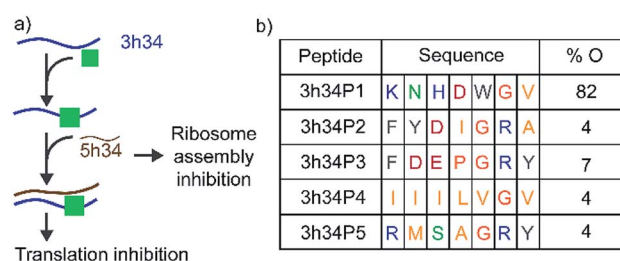 a)
3h34
5h34
Ribosome
assembly
inhibition
Translation inhibition
b)
Peptide Sequence % O
3h34P1 K N H D W G V 82
3h34P2 F Y D I G R A 4
3h34P3 F D E P G R Y 7
3h34P4 I I I L V G V 4
3h34P5 R M S A G R Y 4